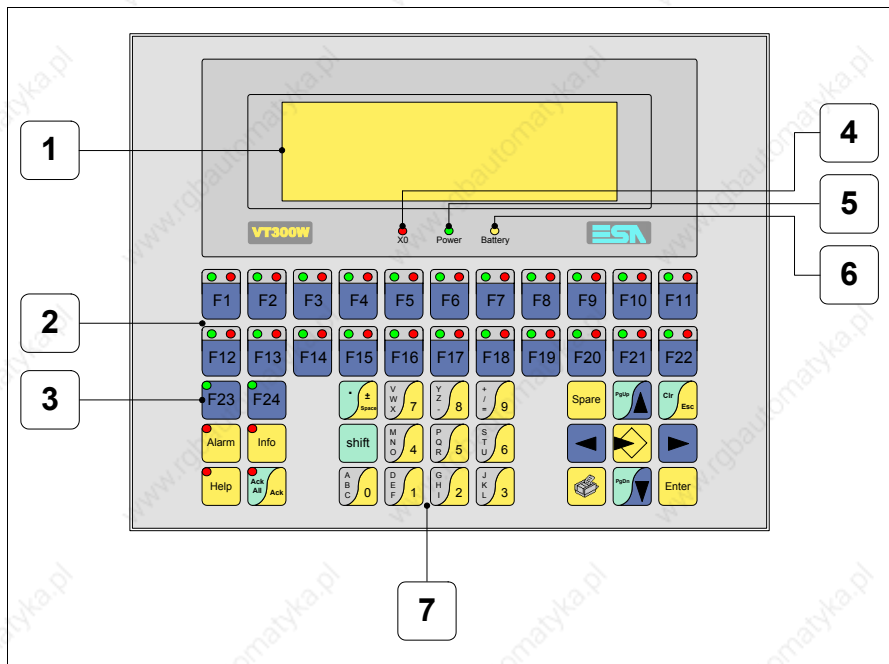 1
4
5
6
VT300W
X0
Power
Battery
ESA
2
F1 F2 F3 F4 F5 F6 F7 F8 F9 F10 F11
F12 F13 F14 F15 F16 F17 F18 F19 F20 F21 F22
3
F23 F24
* ± Space
V W X 7
Y Z - 8
+ / = 9
Spare
PgUp
Clr Esc
Alarm
Info
shift
M N O 4
P Q R 5
S T U 6
Help
Ack All Ack
A B C 0
D E F 1
G H I 2
J K L 3
PgDn
Enter
7
www.rgbautomatyka.pl